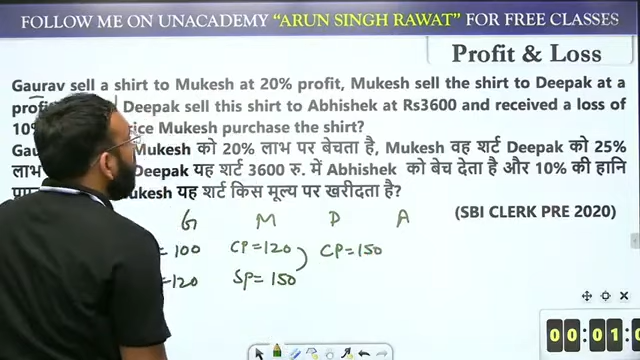 FOLLOW ME ON UNACADEMY “ARUN SINGH RAWAT” FOR FREE CLASSES
Profit & Loss
Gaurav sell a shirt to Mukesh at 20% profit, Mukesh sell the shirt to Deepak at a
Deepak sell this shirt to Abhishek at Rs3600 and received a loss of
Mukesh purchase the shirt?
Mukesh को 20% लाभ पर बेचता है, Mukesh वह शर्ट Deepak को 25%
लाभ Deepak यह शर्ट 3600 रु. में Abhishek को बेच देता है और 10% की हानि
यह शर्ट किस मूल्य पर खरीदता है?
(SBI CLERK PRE 2020)
G M D A
= 100 CP=120 CP=150
=120 SP= 150
00:01: